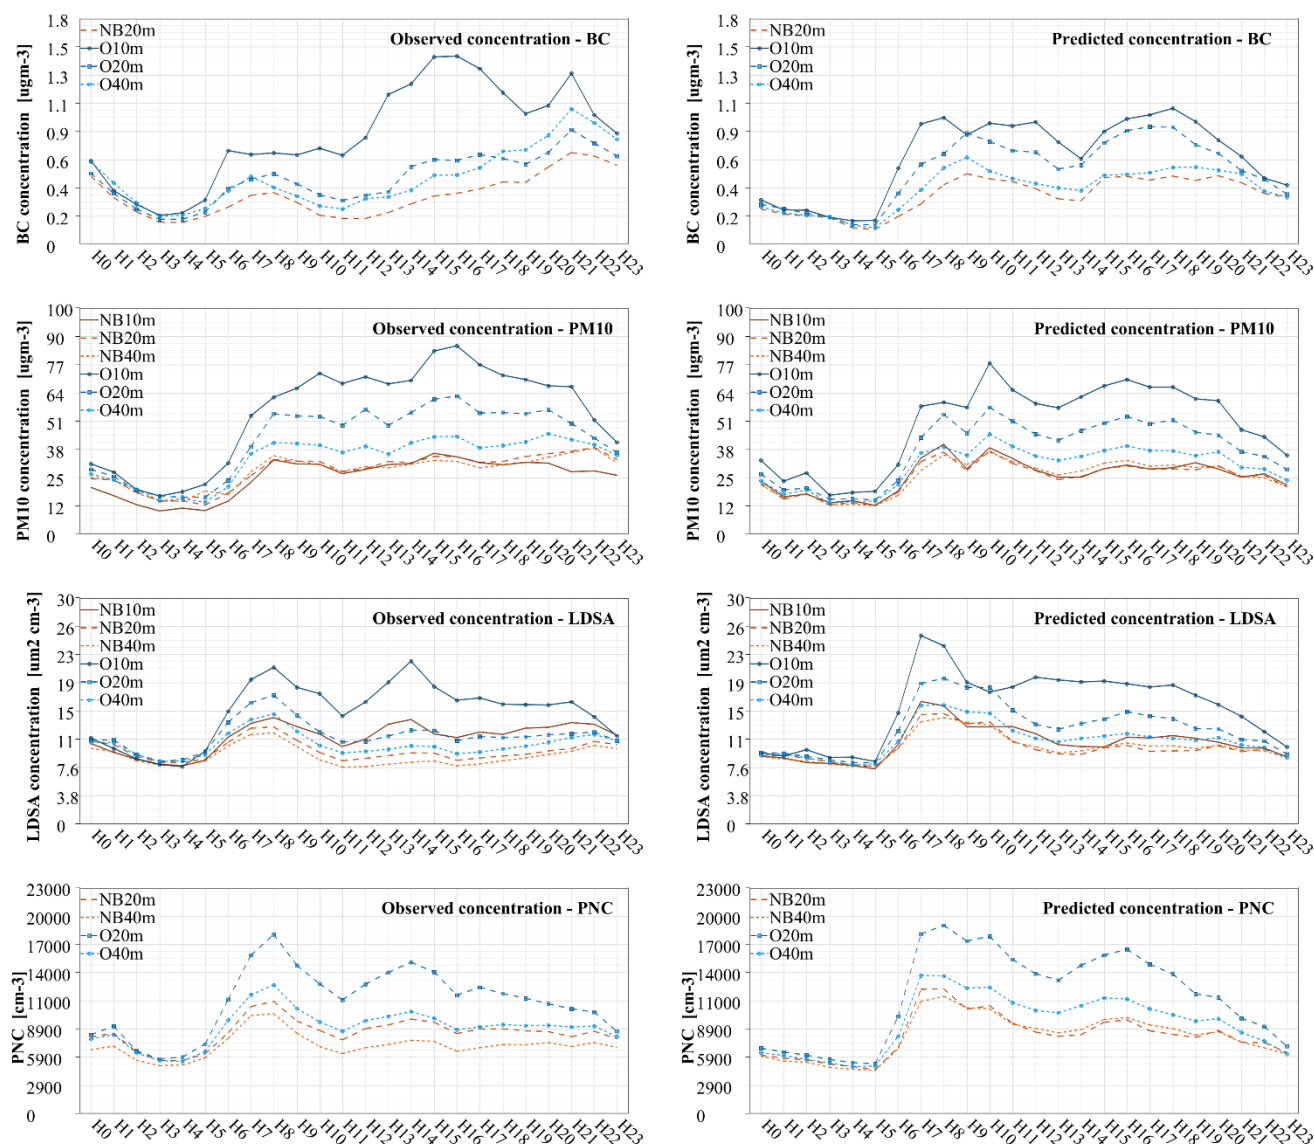 Observed concentration - BC
BC concentration [ugm-3]
1.8
1.5
1.3
1.1
0.9
0.6
0.4
0.2
0
NB20m
O10m
O20m
O40m
H0 H1 H2 H3 H4 H5 H6 H7 H8 H9 H10 H11 H12 H13 H14 H15 H16 H17 H18 H19 H20 H21 H22 H23
Predicted concentration - BC
BC concentration [ugm-3]
1.8
1.5
1.3
1.1
0.9
0.6
0.4
0.2
0
NB20m
O10m
O20m
O40m
H0 H1 H2 H3 H4 H5 H6 H7 H8 H9 H10 H11 H12 H13 H14 H15 H16 H17 H18 H19 H20 H21 H22 H23
Observed concentration - PM10
PM10 concentration [ugm-3]
100
90
77
64
51
38
25
12
0
NB10m
NB20m
NB40m
O10m
O20m
O40m
H0 H1 H2 H3 H4 H5 H6 H7 H8 H9 H10 H11 H12 H13 H14 H15 H16 H17 H18 H19 H20 H21 H22 H23
Predicted concentration - PM10
PM10 concentration [ugm-3]
100
90
77
64
51
38
25
12
0
NB10m
NB20m
NB40m
O10m
O20m
O40m
H0 H1 H2 H3 H4 H5 H6 H7 H8 H9 H10 H11 H12 H13 H14 H15 H16 H17 H18 H19 H20 H21 H22 H23
Observed concentration - LDSA
LDSA concentration [um2 cm-3]
30
26
23
19
15
11
7.6
3.8
0
NB10m
NB20m
NB40m
O10m
O20m
O40m
H0 H1 H2 H3 H4 H5 H6 H7 H8 H9 H10 H11 H12 H13 H14 H15 H16 H17 H18 H19 H20 H21 H22 H23
Predicted concentration - LDSA
LDSA concentration [um2 cm-3]
30
26
23
19
15
11
7.6
3.8
0
NB10m
NB20m
NB40m
O10m
O20m
O40m
H0 H1 H2 H3 H4 H5 H6 H7 H8 H9 H10 H11 H12 H13 H14 H15 H16 H17 H18 H19 H20 H21 H22 H23
Observed concentration - PNC
PNC [cm-3]
23000
20000
17000
14000
11000
8900
5900
2900
0
NB20m
NB40m
O20m
O40m
H0 H1 H2 H3 H4 H5 H6 H7 H8 H9 H10 H11 H12 H13 H14 H15 H16 H17 H18 H19 H20 H21 H22 H23
Predicted concentration - PNC
PNC [cm-3]
23000
20000
17000
14000
11000
8900
5900
2900
0
NB20m
NB40m
O20m
O40m
H0 H1 H2 H3 H4 H5 H6 H7 H8 H9 H10 H11 H12 H13 H14 H15 H16 H17 H18 H19 H20 H21 H22 H23